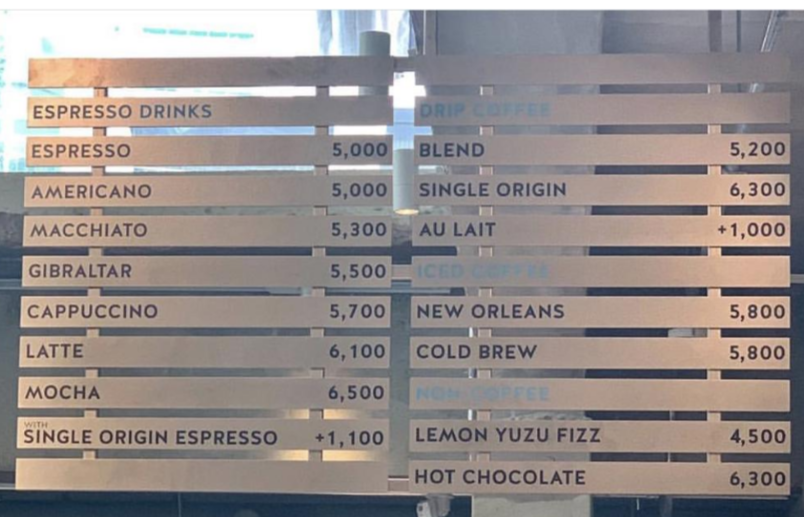 ESPRESSO DRINKS
ESPRESSO 5,000
AMERICANO 5,000
MACCHIATO 5,300
GIBRALTAR 5,500
CAPPUCCINO 5,700
LATTE 6,100
MOCHA 6,500
WITH
SINGLE ORIGIN ESPRESSO +1,100
DRIP COFFEE
BLEND 5,200
SINGLE ORIGIN 6,300
AU LAIT +1,000
ICED COFFEE
NEW ORLEANS 5,800
COLD BREW 5,800
NON-COFFEE
LEMON YUZU FIZZ 4,500
HOT CHOCOLATE 6,300